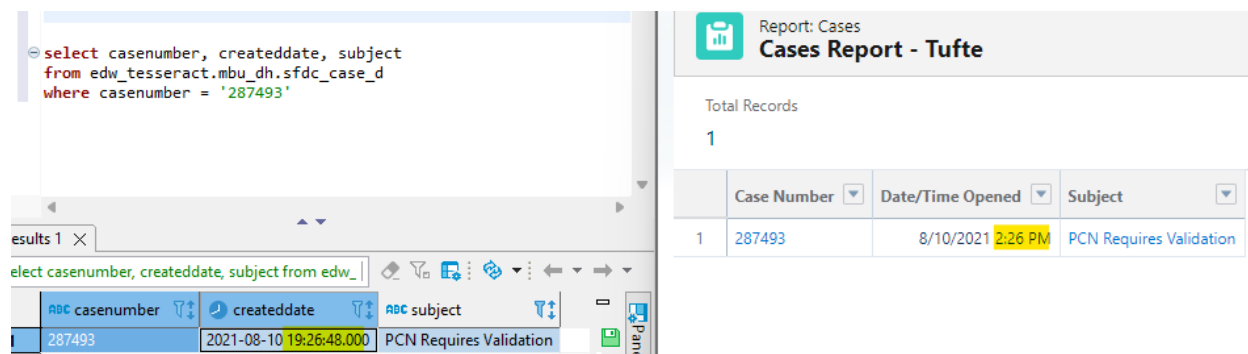 select casenumber, createddate, subject
from edw_tesseract.mbu_dh.sfdc_case_d
where casenumber = '287493'
esults 1
elect casenumber, createddate, subject from edw_
ABC casenumber createddate ABC subject
287493 2021-08-10 19:26:48.000 PCN Requires Validation
Pane
Report: Cases
Cases Report - Tufte
Total Records
1
Case Number Date/Time Opened Subject
1 287493 8/10/2021 2:26 PM PCN Requires Validation